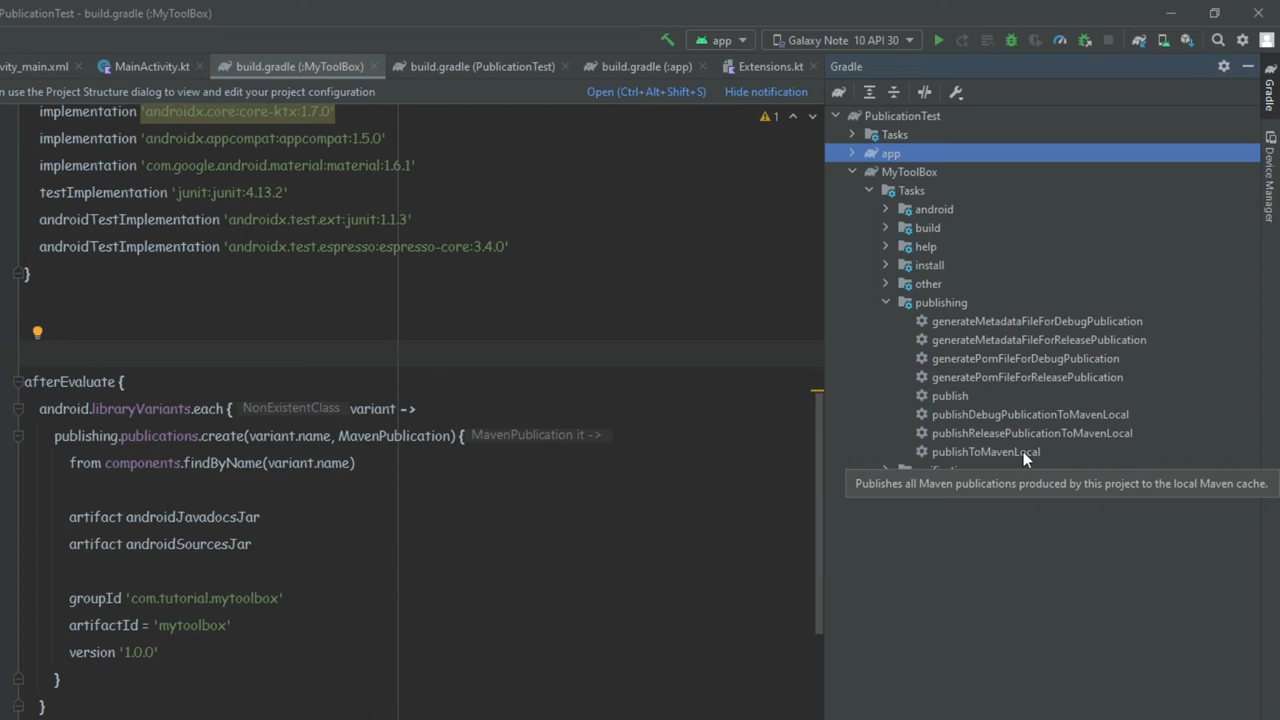 PublicationTest - build.gradle (:MyToolBox)
app
Galaxy Note 10 API 30
ty_main.xml
MainActivity.kt
build.gradle (:MyToolBox)
build.gradle (PublicationTest)
build.gradle (:app)
Extensions.kt
Gradle
n use the Project Structure dialog to view and edit your project configuration
Open (Ctrl+Alt+Shift+S)
Hide notification
implementation 'androidx.core:core-ktx:1.7.0'
1
implementation 'androidx.appcompat:appcompat:1.5.0'
implementation 'com.google.android.material:material:1.6.1'
testImplementation 'junit:junit:4.13.2'
androidTestImplementation 'androidx.test.ext:junit:1.1.3'
androidTestImplementation 'androidx.test.espresso:espresso-core:3.4.0'
}
afterEvaluate {
android.libraryVariants.each { NonExistentClass variant ->
publishing.publications.create(variant.name, MavenPublication) { MavenPublication it ->
from components.findByName(variant.name)
artifact androidJavadocsJar
artifact androidSourcesJar
groupId 'com.tutorial.mytoolbox'
artifactId = 'mytoolbox'
version '1.0.0'
}
}
PublicationTest
Tasks
app
MyToolBox
Tasks
android
build
help
install
other
publishing
generateMetadataFileForDebugPublication
generateMetadataFileForReleasePublication
generatePomFileForDebugPublication
generatePomFileForReleasePublication
publish
publishDebugPublicationToMavenLocal
publishReleasePublicationToMavenLocal
publishToMavenLocal
Publishes all Maven publications produced by this project to the local Maven cache.
Gradle
Device Manager